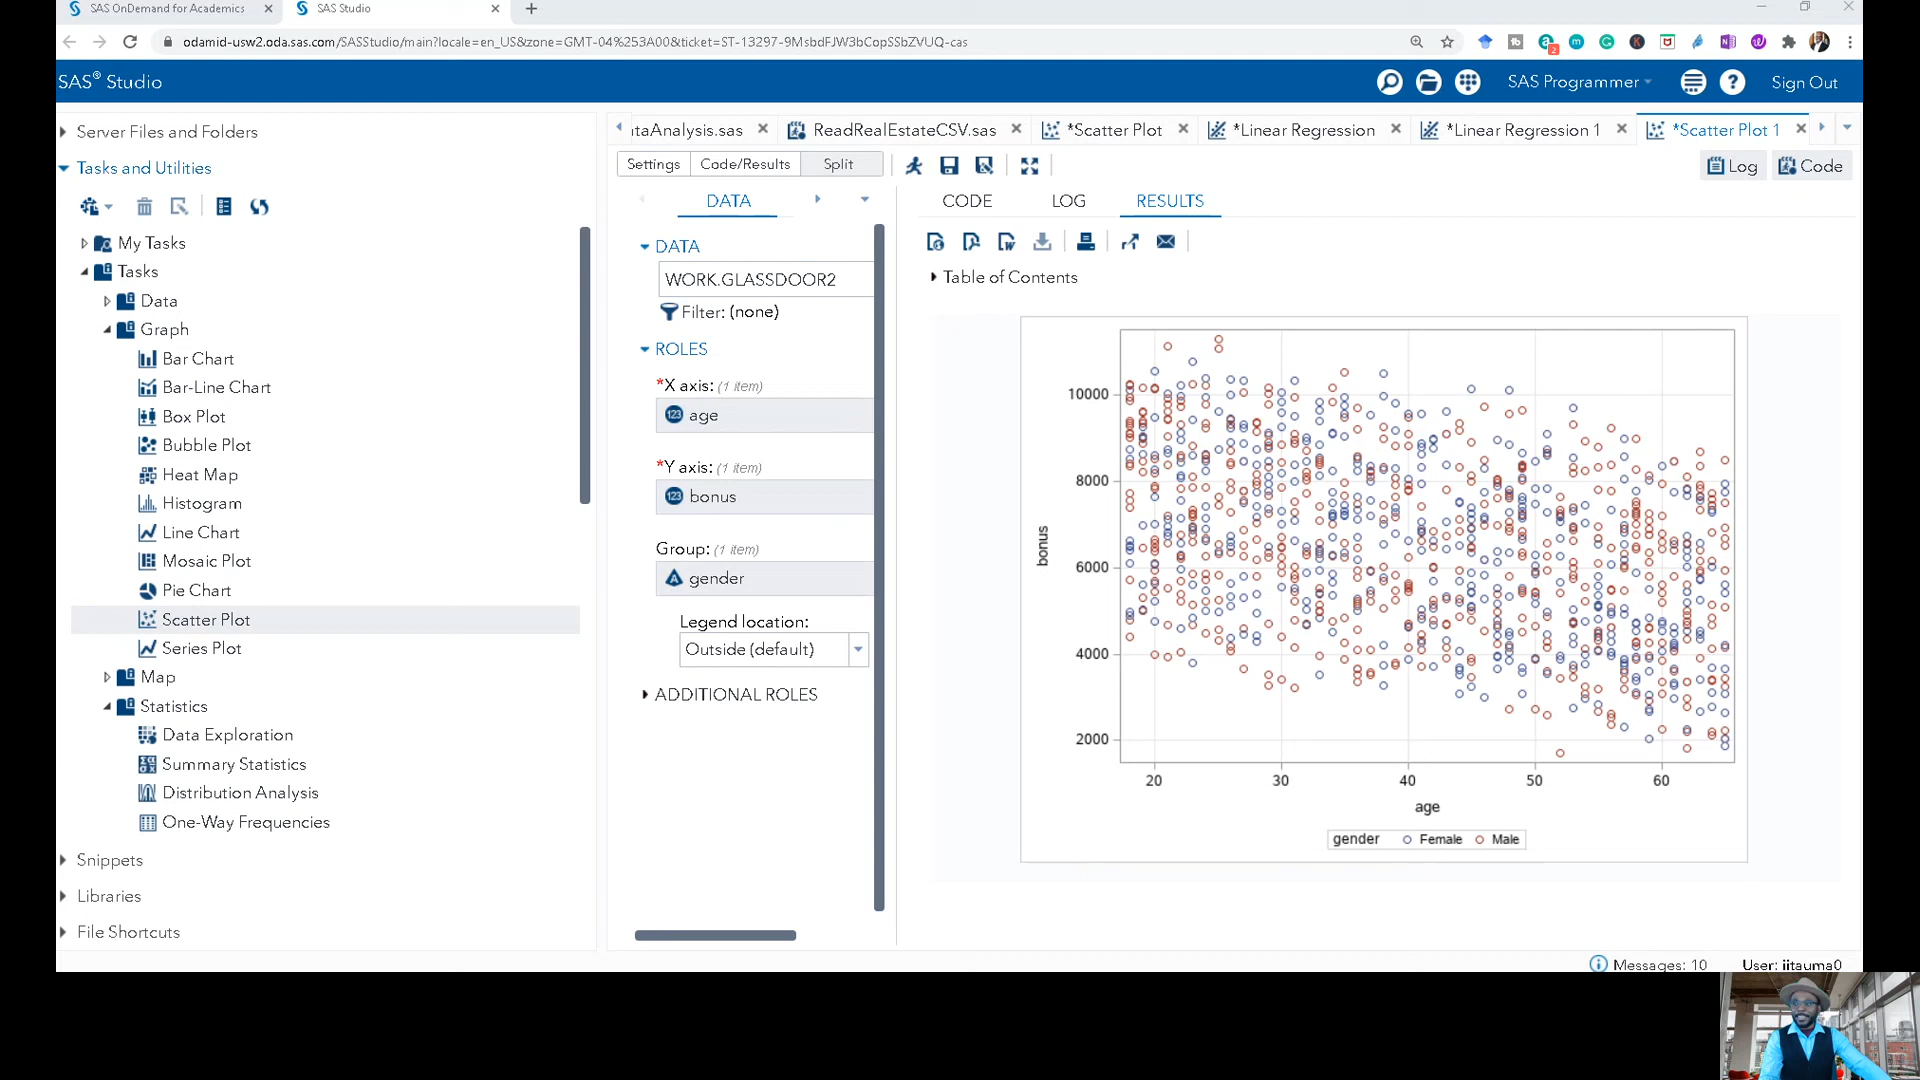 SAS OnDemand for Academics
SAS Studio
odamid-usw2.oda.sas.com/SASStudio/main?locale=en_US&zone=GMT-04%253A00&ticket=ST-13297-9MsbdFJW3bCopSSbZVUQ-cas
SAS® Studio
SAS Programmer
Sign Out
Server Files and Folders
Tasks and Utilities
My Tasks
Tasks
Data
Graph
Bar Chart
Bar-Line Chart
Box Plot
Bubble Plot
Heat Map
Histogram
Line Chart
Mosaic Plot
Pie Chart
Scatter Plot
Series Plot
Map
Statistics
Data Exploration
Summary Statistics
Distribution Analysis
One-Way Frequencies
Snippets
Libraries
File Shortcuts
taAnalysis.sas
ReadRealEstateCSV.sas
*Scatter Plot
*Linear Regression
*Linear Regression 1
*Scatter Plot 1
Settings
Code/Results
Split
Log
Code
DATA
DATA
WORK.GLASSDOOR2
Filter: (none)
ROLES
*X axis: (1 item)
123 age
*Y axis: (1 item)
123 bonus
Group: (1 item)
A gender
Legend location:
Outside (default)
ADDITIONAL ROLES
CODE
LOG
RESULTS
Table of Contents
10000
8000
6000
4000
2000
bonus
20 30 40 50 60
age
gender Female Male
Messages: 10
User: iitauma0